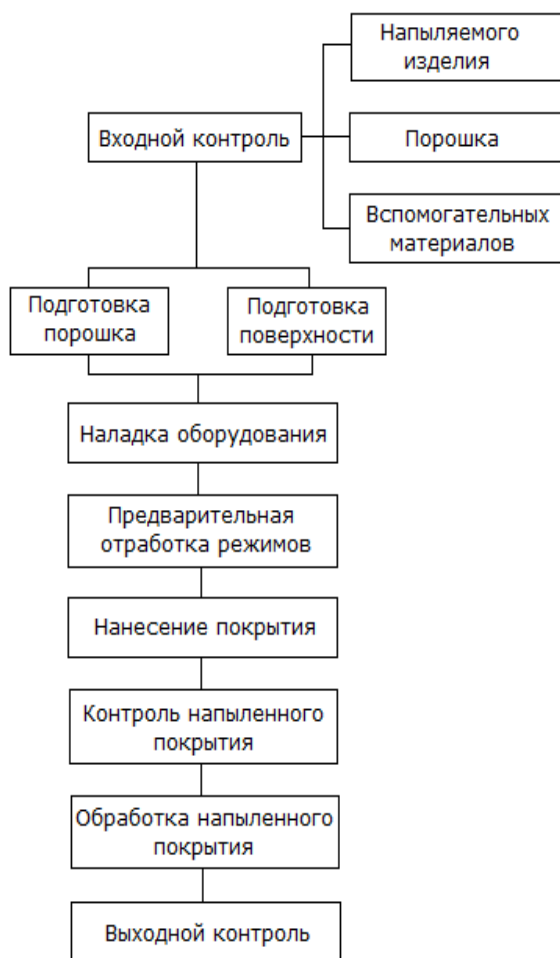 Напыляемого
изделия
Входной контроль
Порошка
Вспомогательных
материалов
Подготовка
порошка
Подготовка
поверхности
Наладка оборудования
Предварительная
отработка режимов
Нанесение покрытия
Контроль напыленного
покрытия
Обработка напыленного
покрытия
Выходной контроль